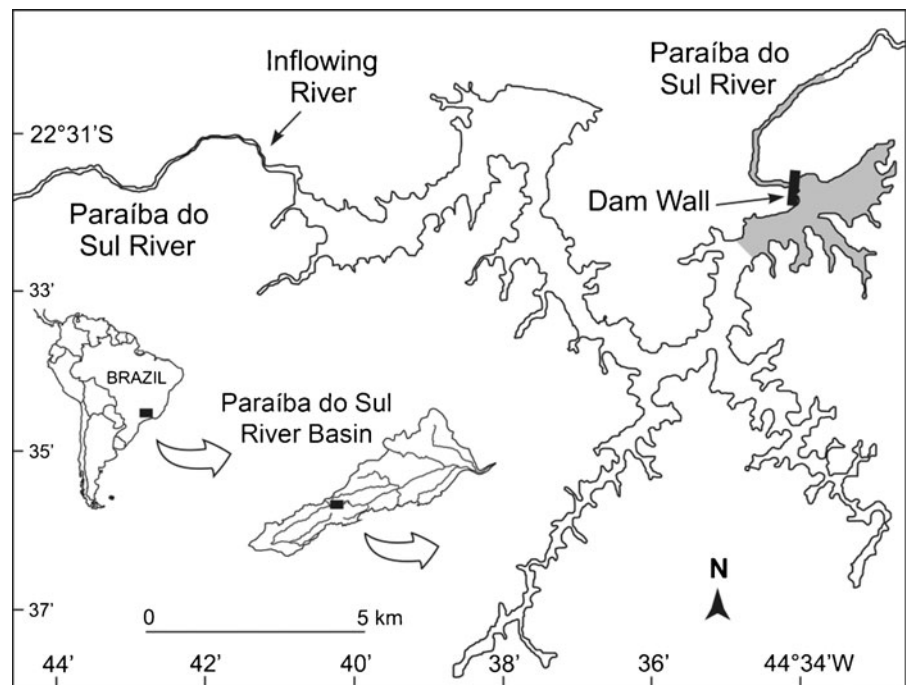 Inflowing
River
Paraíba do
Sul River
22°31'S
Dam Wall
Paraíba do
Sul River
33'
BRAZIL
Paraíba do Sul
River Basin
35'
N
37'
0 5 km
44' 42' 40' 38' 36' 44°34'W